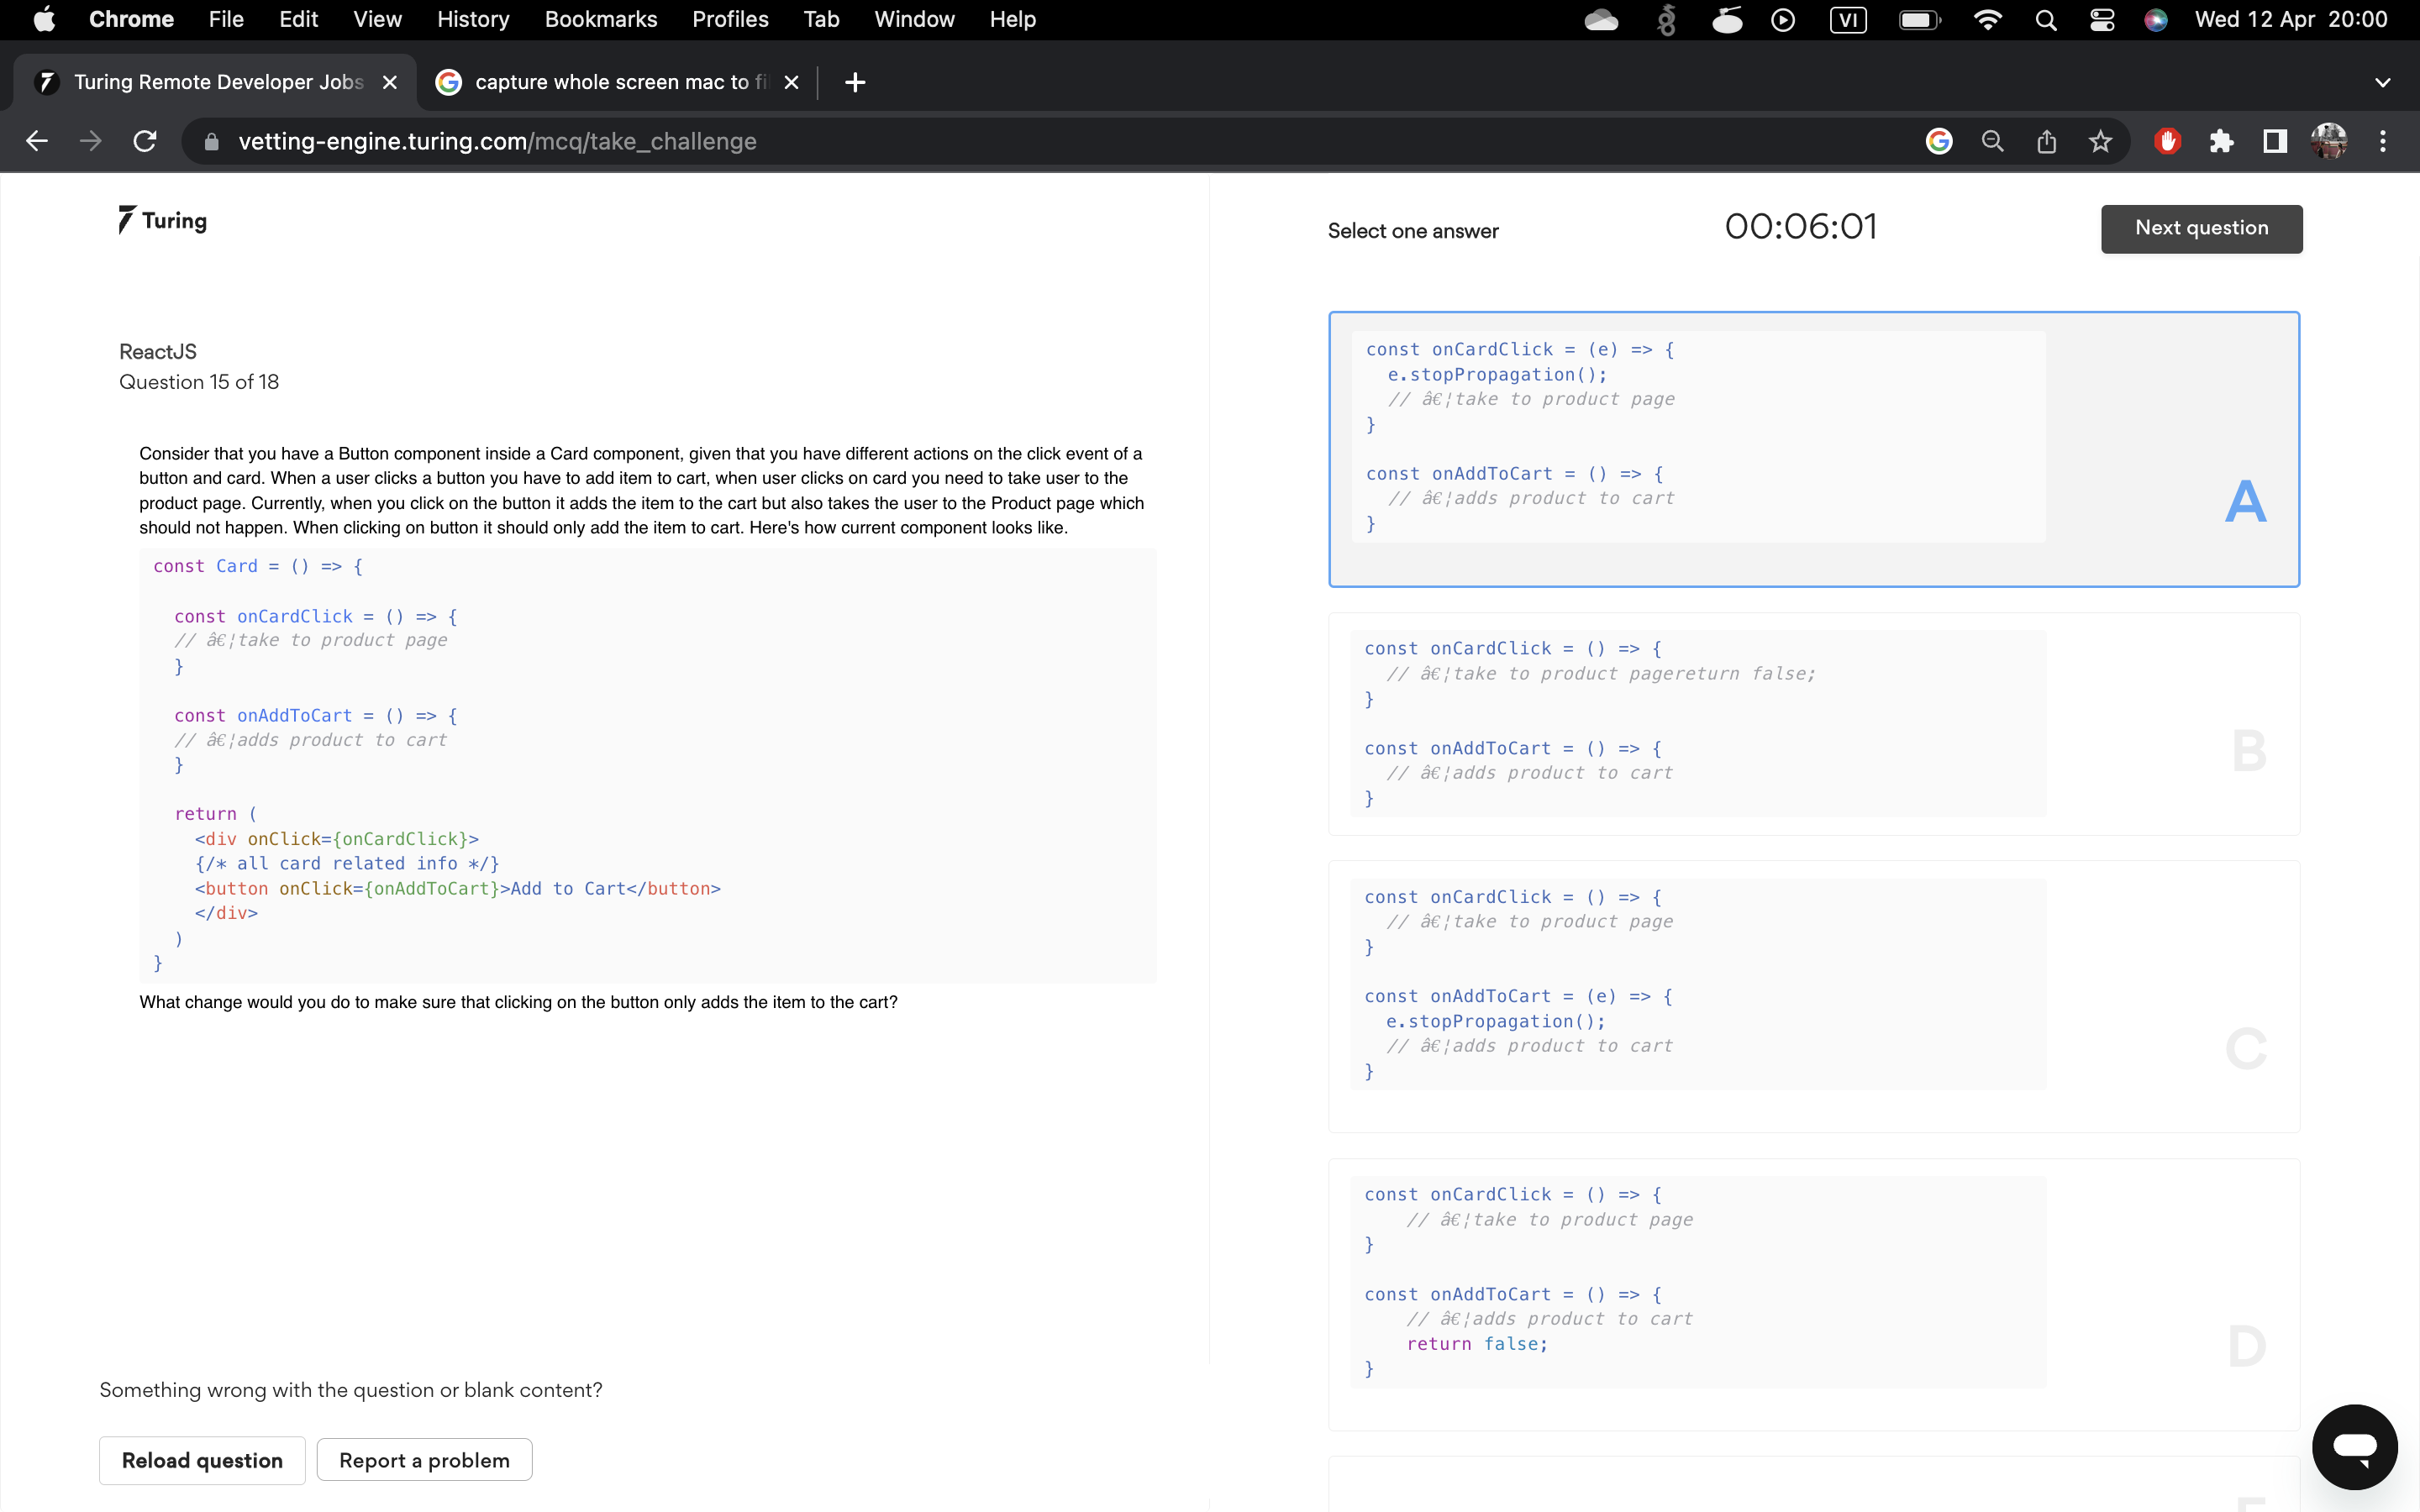 Chrome File Edit View History Bookmarks Profiles Tab Window Help VI Wed 12 Apr 20:00
Turing Remote Developer Jobs capture whole screen mac to fi
vetting-engine.turing.com/mcq/take_challenge
Turing
Select one answer
00:06:01
Next question
ReactJS
Question 15 of 18
Consider that you have a Button component inside a Card component, given that you have different actions on the click event of a
button and card. When a user clicks a button you have to add item to cart, when user clicks on card you need to take user to the
product page. Currently, when you click on the button it adds the item to the cart but also takes the user to the Product page which
should not happen. When clicking on button it should only add the item to cart. Here's how current component looks like.
const Card = () => {
const onCardClick = () => {
// â€¦take to product page
}
const onAddToCart = () => {
// â€¦adds product to cart
}
return (
<div onClick={onCardClick}>
{/* all card related info */}
<button onClick={onAddToCart}>Add to Cart</button>
</div>
)
}
What change would you do to make sure that clicking on the button only adds the item to the cart?
Something wrong with the question or blank content?
Reload question
Report a problem
const onCardClick = (e) => {
e.stopPropagation();
// â€¦take to product page
}
const onAddToCart = () => {
// â€¦adds product to cart
}
A
const onCardClick = () => {
// â€¦take to product pagereturn false;
}
const onAddToCart = () => {
// â€¦adds product to cart
}
B
const onCardClick = () => {
// â€¦take to product page
}
const onAddToCart = (e) => {
e.stopPropagation();
// â€¦adds product to cart
}
C
const onCardClick = () => {
// â€¦take to product page
}
const onAddToCart = () => {
// â€¦adds product to cart
return false;
}
D